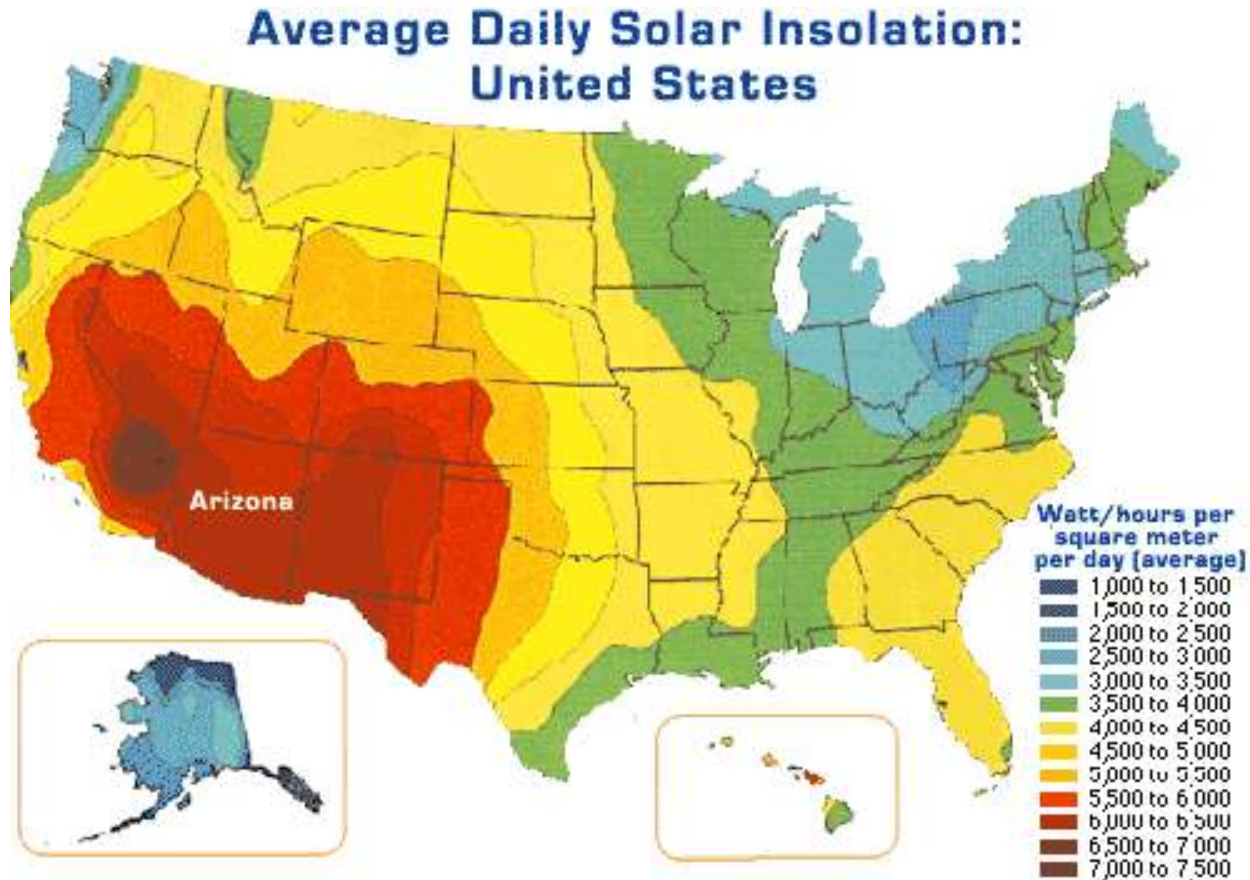 Average Daily Solar Insolation:
United States
Arizona
Watt/hours per
square meter
per day (average)
1,000 to 1,500
1,500 to 2,000
2,000 to 2,500
2,500 to 3,000
3,000 to 3,500
3,500 to 4,000
4,000 to 4,500
4,500 to 5,000
5,000 to 5,500
5,500 to 6,000
6,000 to 6,500
6,500 to 7,000
7,000 to 7,500